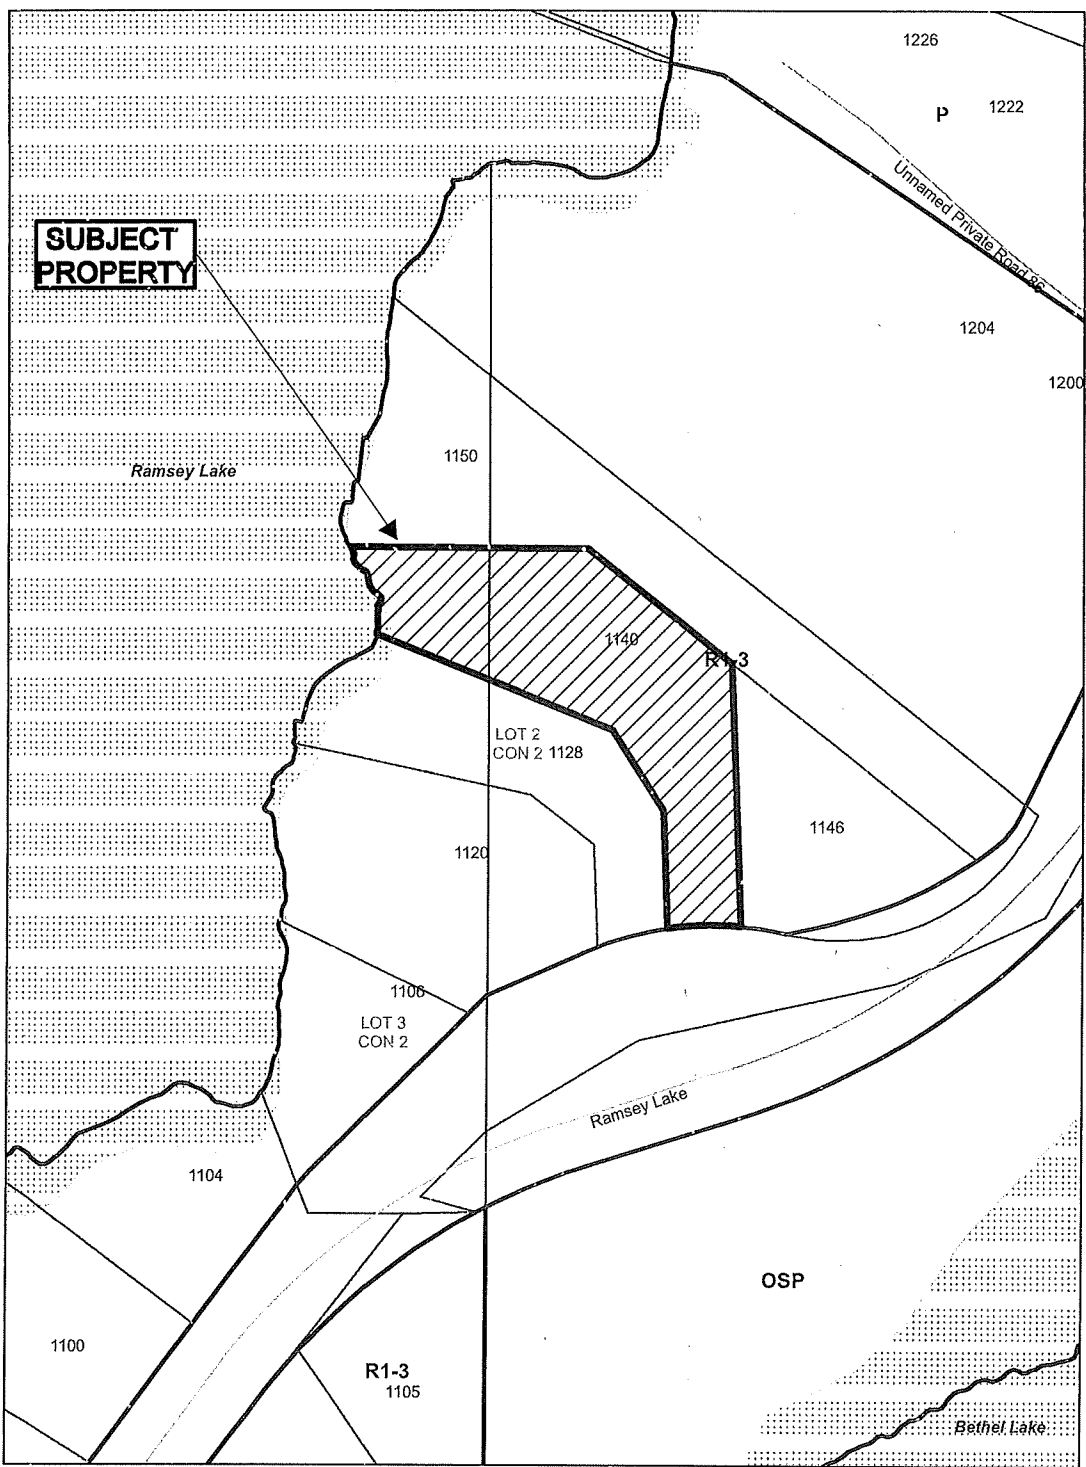 1226
P 1222
Unnamed Private Road 86
SUBJECT
PROPERTY
1204
1200
1150
Ramsey Lake
1140
R1-3
LOT 2
CON 2 1128
1146
1120
1106
LOT 3
CON 2
Ramsey Lake
1104
OSP
1100
R1-3
1105
Bethel Lake